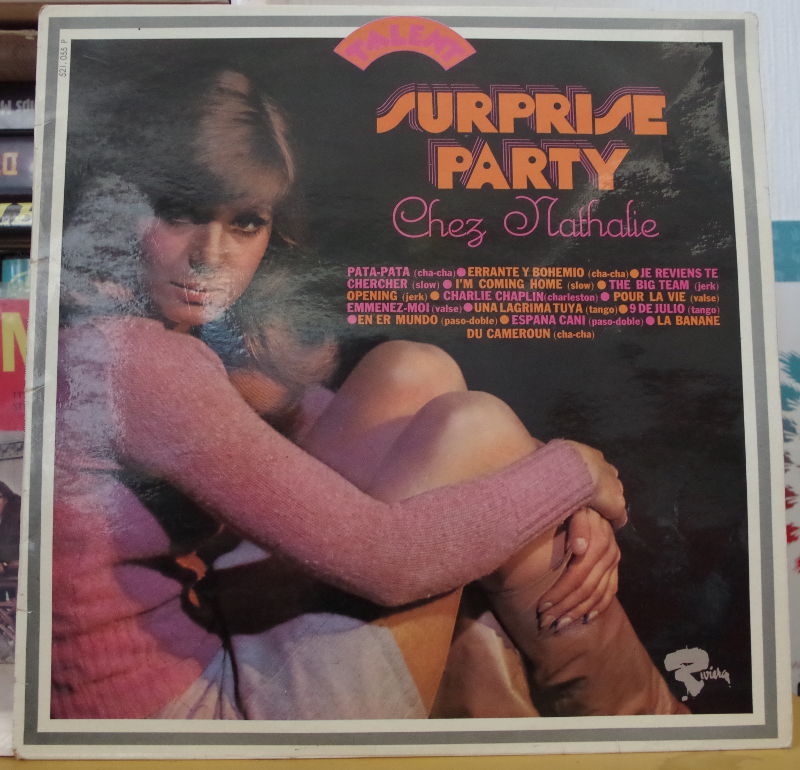 521.055 P
TALENT
SURPRISE
PARTY
Chez Nathalie
PATA-PATA (cha-cha)●ERRANTE Y BOHEMIO (cha-cha)●JE REVIENS TE
CHERCHER (slow) ● I'M COMING HOME (slow) ● THE BIG TEAM (jerk)
OPENING (jerk) ● CHARLIE CHAPLIN(charleston) ● POUR LA VIE (valse)
EMMENEZ-MOI (valse) ●UNA LAGRIMA TUYA (tango)●9 DE JULIO (tango)
●EN ER MUNDO (paso-doble) ● ESPANA CANI (paso-doble) ● LA BANANE
DU CAMEROUN (cha-cha)
Riviera